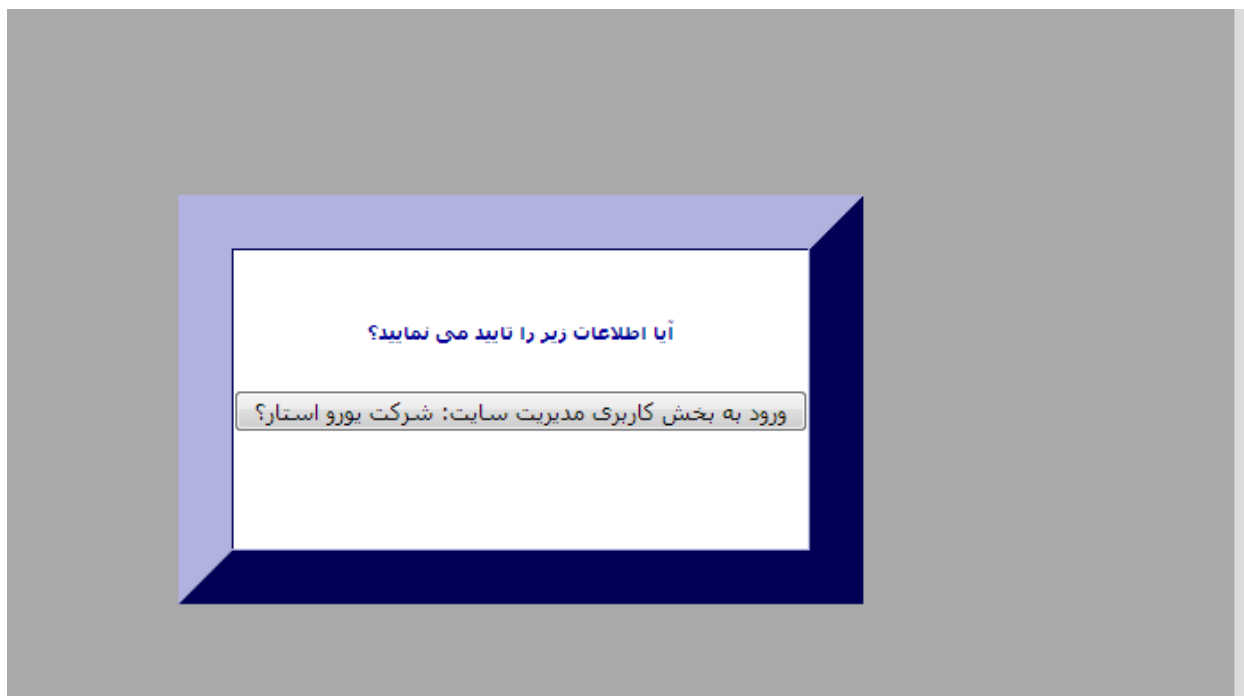 آیا اطلاعات زیر را تایید می نمایید؟
ورود به بخش کاربری مدیریت سایت: شرکت یورو استار؟